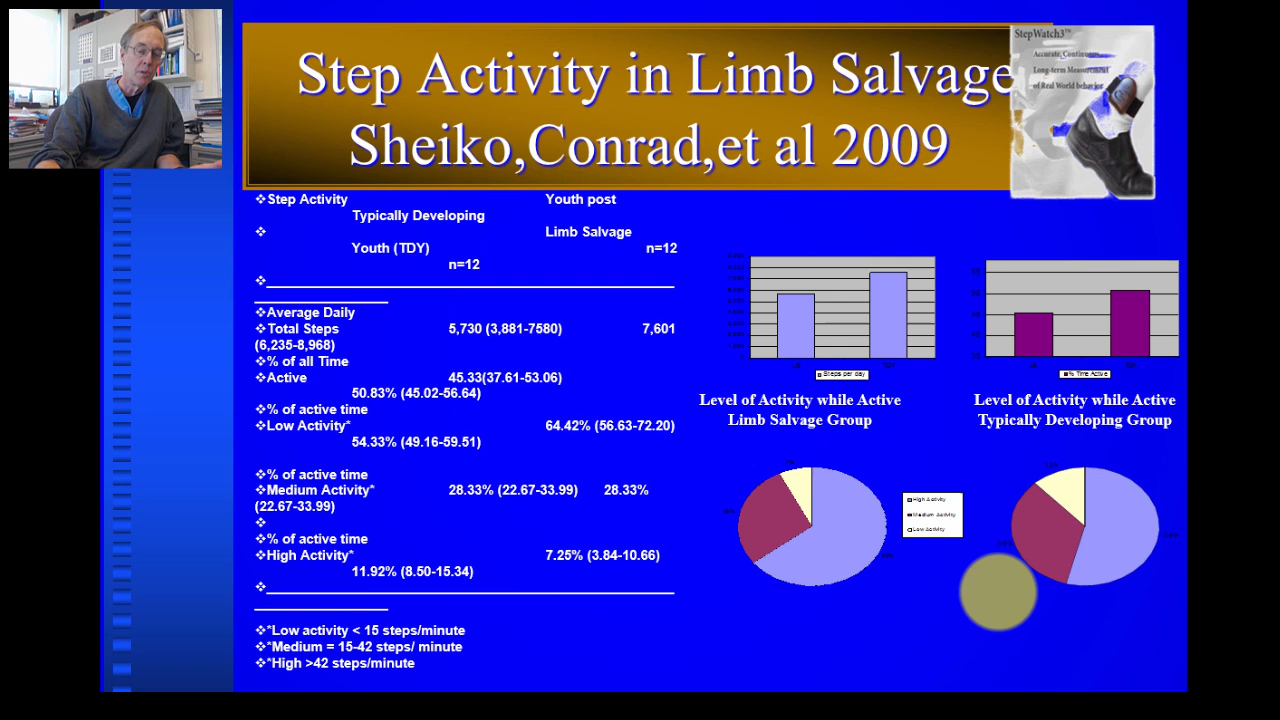 Step Activity in Limb Salvage
Sheiko,Conrad,et al 2009
StepWatch3™
Accurate, Continuous,
Long-term Measurement
of Real World behavior
❖Step Activity Youth post
Typically Developing
❖ Limb Salvage
Youth (TDY) n=12
n=12
❖
❖Average Daily
❖Total Steps 5,730 (3,881-7580) 7,601
(6,235-8,968)
❖% of all Time
❖Active 45.33(37.61-53.06)
50.83% (45.02-56.64)
❖% of active time
❖Low Activity* 64.42% (56.63-72.20)
54.33% (49.16-59.51)
❖% of active time
❖Medium Activity* 28.33% (22.67-33.99) 28.33%
(22.67-33.99)
❖
❖% of active time
❖High Activity* 7.25% (3.84-10.66)
11.92% (8.50-15.34)
❖
❖*Low activity < 15 steps/minute
❖*Medium = 15-42 steps/ minute
❖*High >42 steps/minute
Steps per day
% Time Active
Level of Activity while Active
Limb Salvage Group
Level of Activity while Active
Typically Developing Group
High Activity
Medium Activity
Low Activity